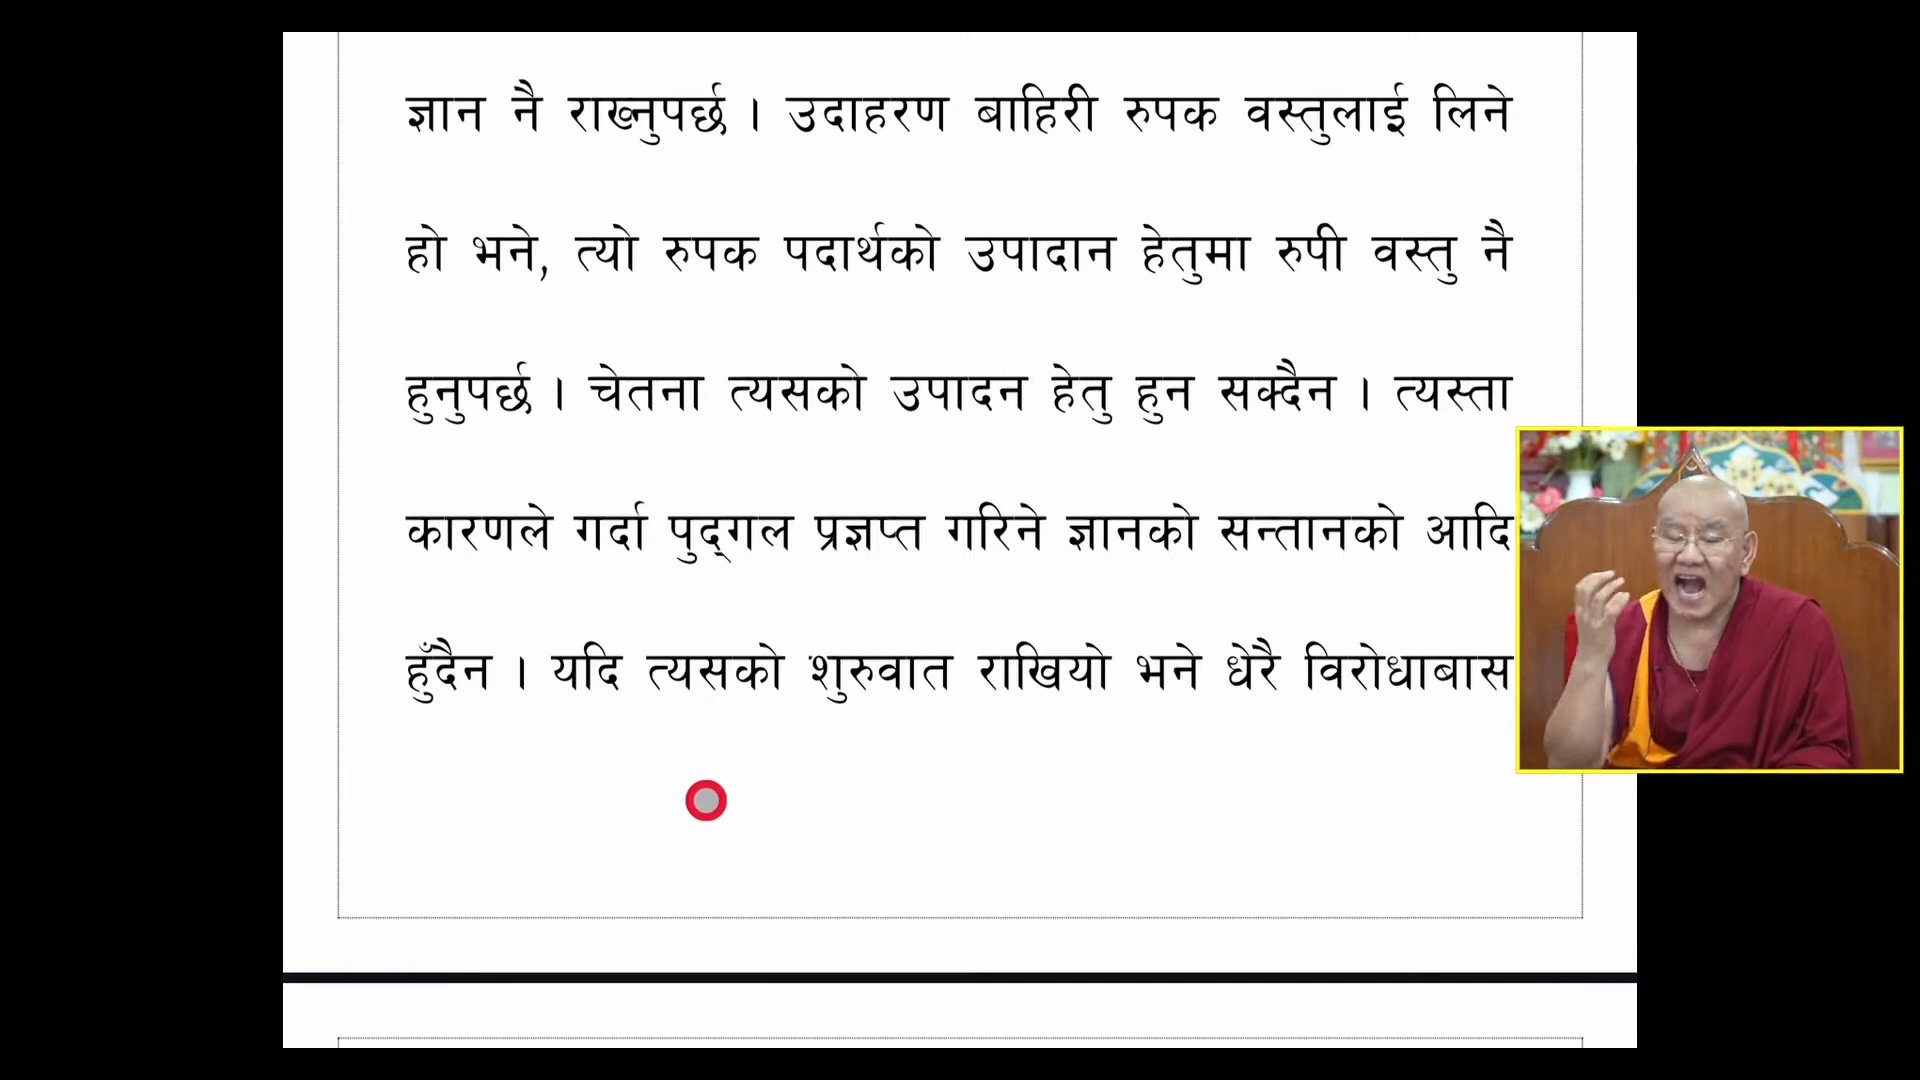 ज्ञान नै राख्नुपर्छ । उदाहरण बाहिरी रुपक वस्तुलाई लिने
हो भने, त्यो रुपक पदार्थको उपादान हेतुमा रुपी वस्तु नै
हुनुपर्छ । चेतना त्यसको उपादन हेतु हुन सक्दैन । त्यस्ता
कारणले गर्दा पुद्‌गल प्रज्ञप्त गरिने ज्ञानको सन्तानको आदि
हुँदैन । यदि त्यसको शुरुवात राखियो भने धेरै विरोधाबास